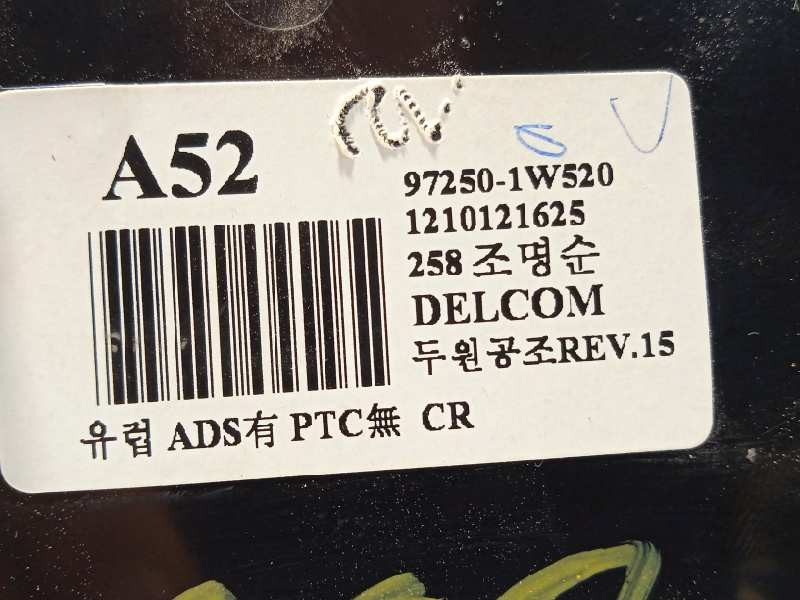 A52
97250-1W520
1210121625
258 조명순
DELCOM
두원공조REV.15
유럽 ADS有 PTC無 CR